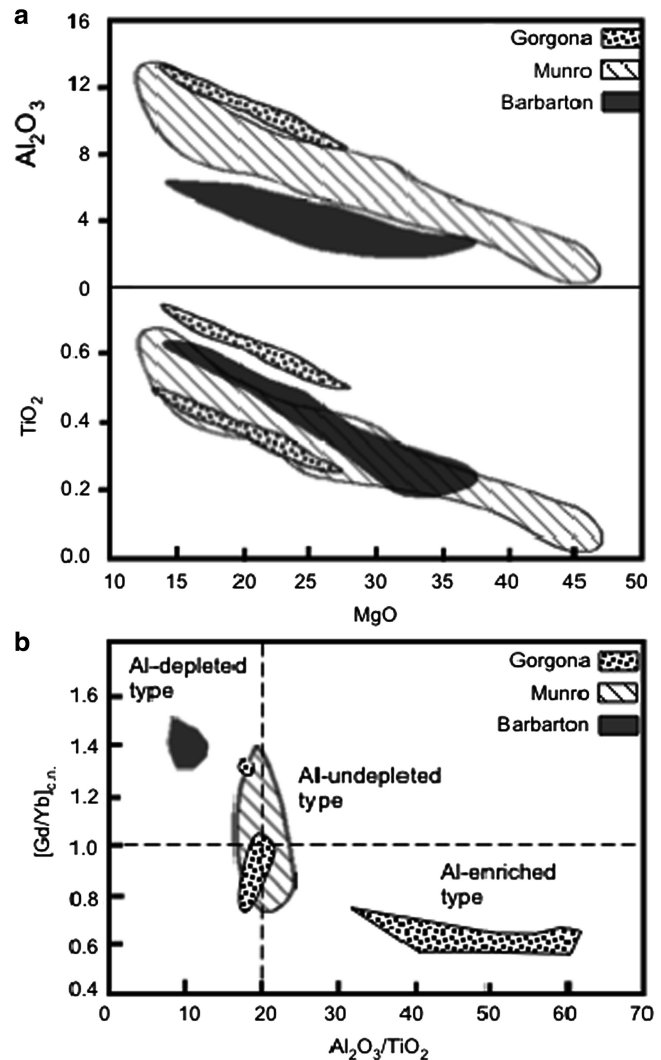 a
16
12
8
4
0
Al₂O₃
Gorgona
Munro
Barbarton
0.6
0.4
0.2
0.0
TiO₂
10 15 20 25 30 35 40 45 50
MgO
b
Al-depleted
type
Gorgona
Munro
Barbarton
1.6
1.4
1.2
1.0
0.8
0.6
0.4
[Gd/Yb]c.n.
Al-undepleted
type
Al-enriched
type
0 10 20 30 40 50 60 70
Al₂O₃/TiO₂